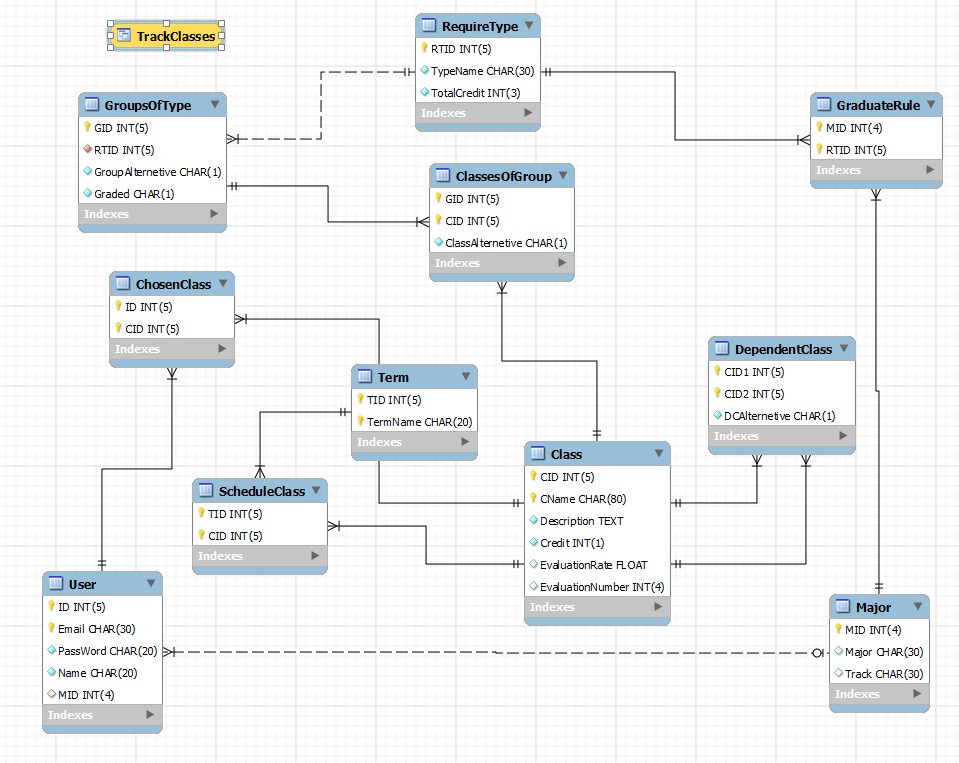 TrackClasses
RequireType
RTID INT(5)
TypeName CHAR(30)
TotalCredit INT(3)
Indexes
GroupsOfType
GID INT(5)
RTID INT(5)
GroupAlternetive CHAR(1)
Graded CHAR(1)
Indexes
GraduateRule
MID INT(4)
RTID INT(5)
Indexes
ClassesOfGroup
GID INT(5)
CID INT(5)
ClassAlternetive CHAR(1)
Indexes
ChosenClass
ID INT(5)
CID INT(5)
Indexes
Term
TID INT(5)
TermName CHAR(20)
Indexes
DependentClass
CID1 INT(5)
CID2 INT(5)
DCAlternetive CHAR(1)
Indexes
Class
CID INT(5)
CName CHAR(80)
Description TEXT
Credit INT(1)
EvaluationRate FLOAT
EvaluationNumber INT(4)
Indexes
ScheduleClass
TID INT(5)
CID INT(5)
Indexes
User
ID INT(5)
Email CHAR(30)
PassWord CHAR(20)
Name CHAR(20)
MID INT(4)
Indexes
Major
MID INT(4)
Major CHAR(30)
Track CHAR(30)
Indexes